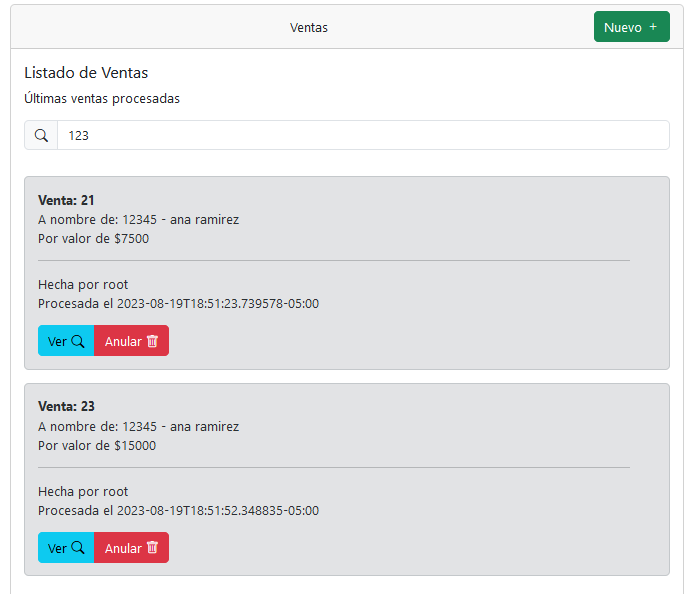 Ventas
Nuevo +
Listado de Ventas
Últimas ventas procesadas
123
Venta: 21
A nombre de: 12345 - ana ramirez
Por valor de $7500
Hecha por root
Procesada el 2023-08-19T18:51:23.739578-05:00
Ver
Anular
Venta: 23
A nombre de: 12345 - ana ramirez
Por valor de $15000
Hecha por root
Procesada el 2023-08-19T18:51:52.348835-05:00
Ver
Anular